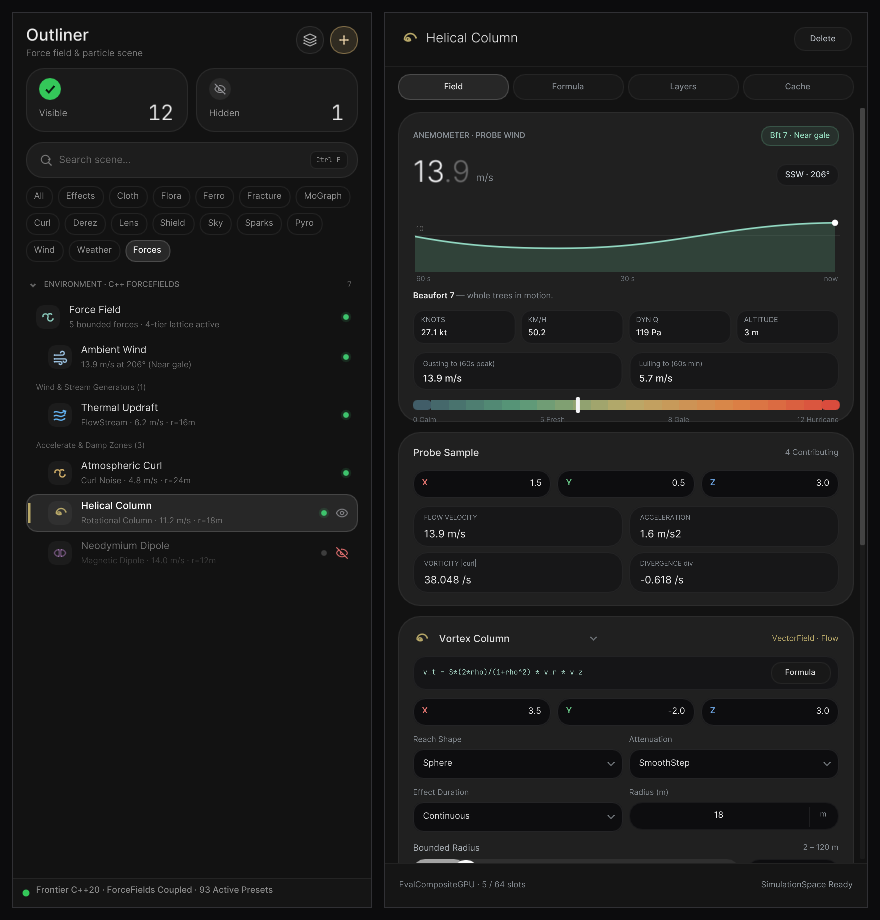 Outliner
Force field & particle scene
Visible
12
Hidden
1
Search scene...
Ctrl F
All
Effects
Cloth
Flora
Ferro
Fracture
MoGraph
Curl
Derez
Lens
Shield
Sky
Sparks
Pyro
Wind
Weather
Forces
ENVIRONMENT · C++ FORCEFIELDS
7
Force Field
5 bounded forces · 4-tier lattice active
Ambient Wind
13.9 m/s at 206° (Near gale)
Wind & Stream Generators (1)
Thermal Updraft
FlowStream · 6.2 m/s · r=16m
Accelerate & Damp Zones (3)
Atmospheric Curl
Curl Noise · 4.8 m/s · r=24m
Helical Column
Rotational Column · 11.2 m/s · r=18m
Neodymium Dipole
Magnetic Dipole · 14.0 m/s · r=12m
Frontier C++20 · ForceFields Coupled · 93 Active Presets
Helical Column
Delete
Field
Formula
Layers
Cache
ANEMOMETER · PROBE WIND
Bft 7 · Near gale
13.9 m/s
SSW · 206°
10
60 s
30 s
now
Beaufort 7 — whole trees in motion.
KNOTS
27.1 kt
KM/H
50.2
DYN Q
119 Pa
ALTITUDE
3 m
Gusting to (60s peak)
13.9 m/s
Lulling to (60s min)
5.7 m/s
0 Calm
5 Fresh
8 Gale
12 Hurricane
Probe Sample
4 Contributing
X 1.5
Y 0.5
Z 3.0
FLOW VELOCITY
13.9 m/s
ACCELERATION
1.6 m/s2
VORTICITY |curl|
38.048 /s
DIVERGENCE div
-0.618 /s
Vortex Column
VectorField · Flow
v t = S*(2*rho)/(1+rho^2) * v r * v z
Formula
X 3.5
Y -2.0
Z 3.0
Reach Shape
Sphere
Attenuation
SmoothStep
Effect Duration
Continuous
Radius (m)
18 m
Bounded Radius
2 – 120 m
EvalCompositeGPU · 5 / 64 slots
SimulationSpace Ready